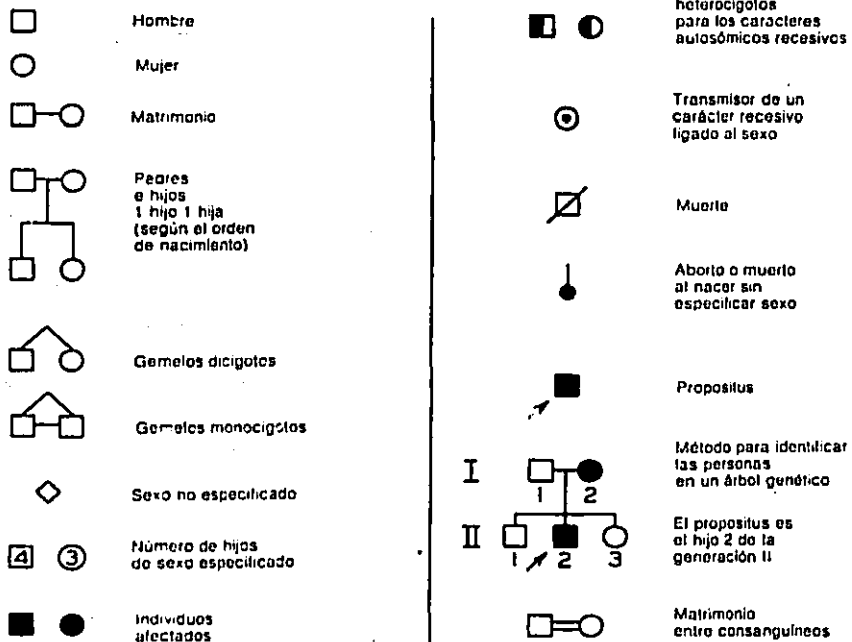 Hombre
Mujer
Matrimonio
Padres
e hijos
1 hijo 1 hija
(según el orden
de nacimiento)
Gemelos dicigotos
Gemelos monocigotos
Sexo no especificado
4 3
Número de hijos
de sexo especificado
Individuos
afectados
heterocigotos
para los caracteres
autosómicos recesivos
Transmisor de un
carácter recesivo
ligado al sexo
Muerte
Aborto o muerto
al nacer sin
especificar sexo
Propositus
I
1 2
Método para identificar
las personas
en un árbol genético
II
1 2 3
El propositus es
el hijo 2 de la
generación II
Matrimonio
entre consanguíneos